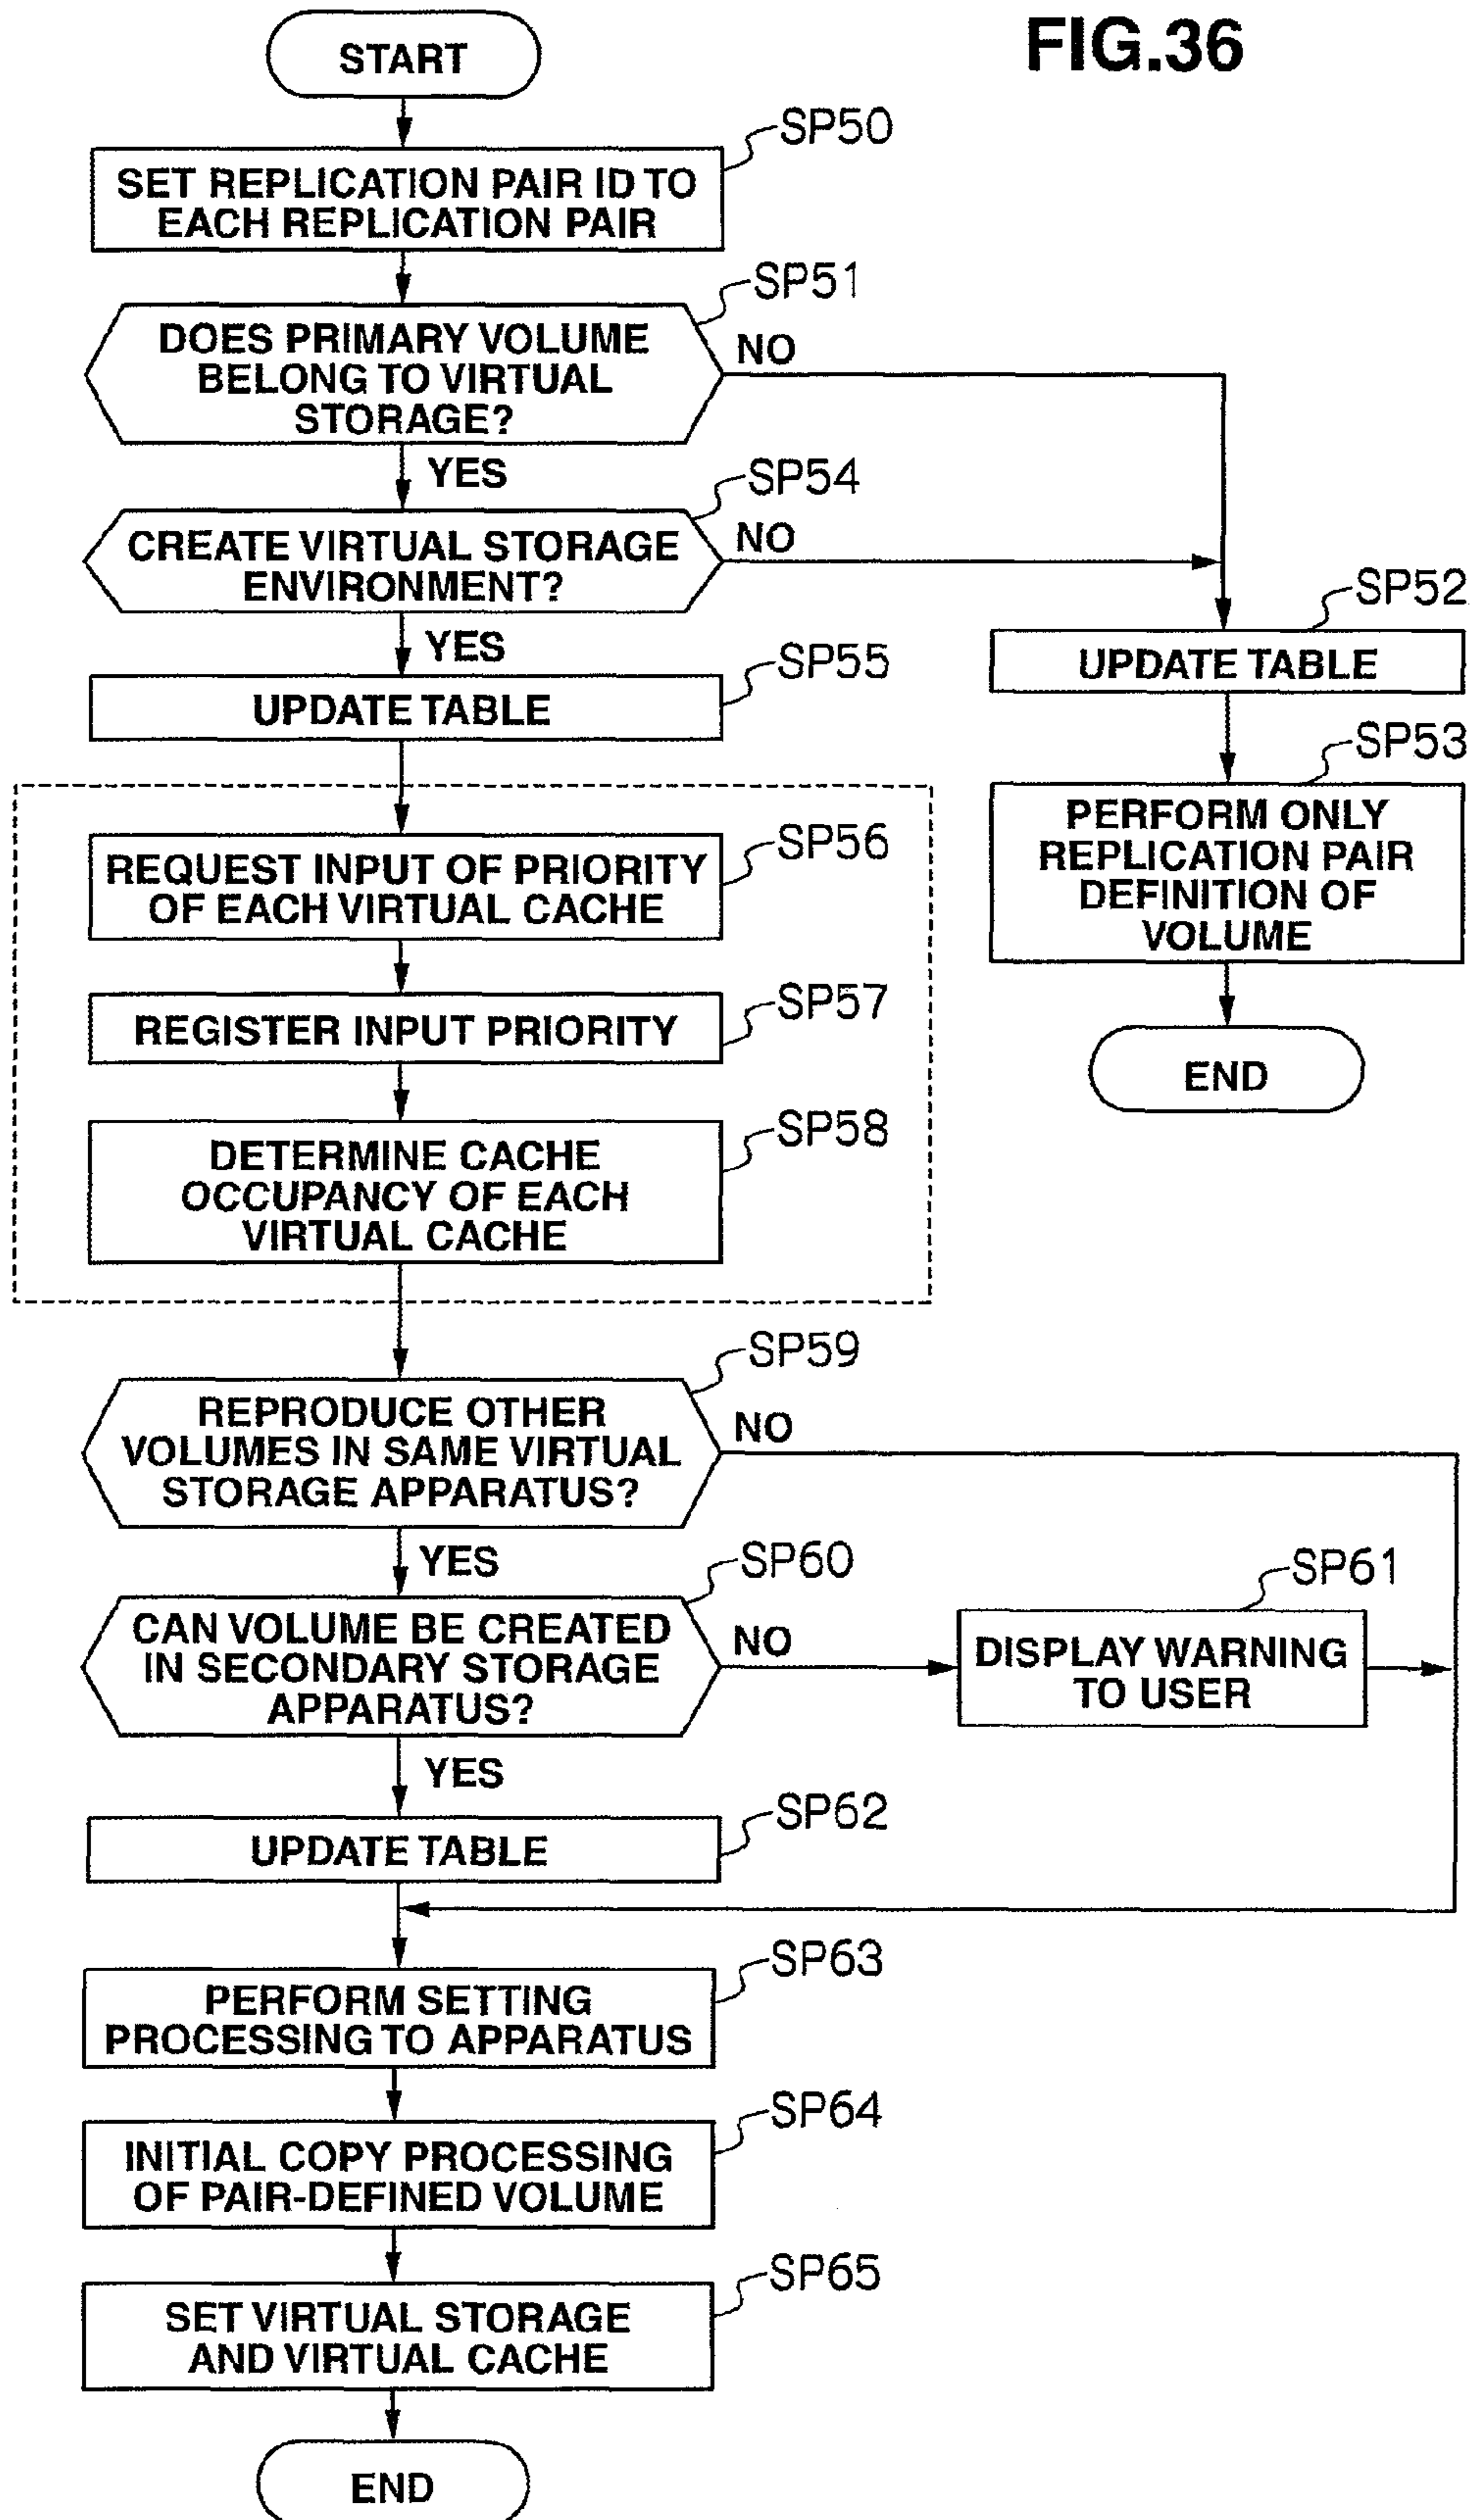 FIG.36
START
SP50
SET REPLICATION PAIR ID TO
EACH REPLICATION PAIR
SP51
DOES PRIMARY VOLUME
BELONG TO VIRTUAL
STORAGE?
NO
YES
SP54
CREATE VIRTUAL STORAGE
ENVIRONMENT?
NO
YES
SP52
UPDATE TABLE
SP53
PERFORM ONLY
REPLICATION PAIR
DEFINITION OF
VOLUME
END
SP55
UPDATE TABLE
SP56
REQUEST INPUT OF PRIORITY
OF EACH VIRTUAL CACHE
SP57
REGISTER INPUT PRIORITY
SP58
DETERMINE CACHE
OCCUPANCY OF EACH
VIRTUAL CACHE
SP59
REPRODUCE OTHER
VOLUMES IN SAME VIRTUAL
STORAGE APPARATUS?
NO
YES
SP60
CAN VOLUME BE CREATED
IN SECONDARY STORAGE
APPARATUS?
NO
SP61
DISPLAY WARNING
TO USER
YES
SP62
UPDATE TABLE
SP63
PERFORM SETTING
PROCESSING TO APPARATUS
SP64
INITIAL COPY PROCESSING
OF PAIR-DEFINED VOLUME
SP65
SET VIRTUAL STORAGE
AND VIRTUAL CACHE
END